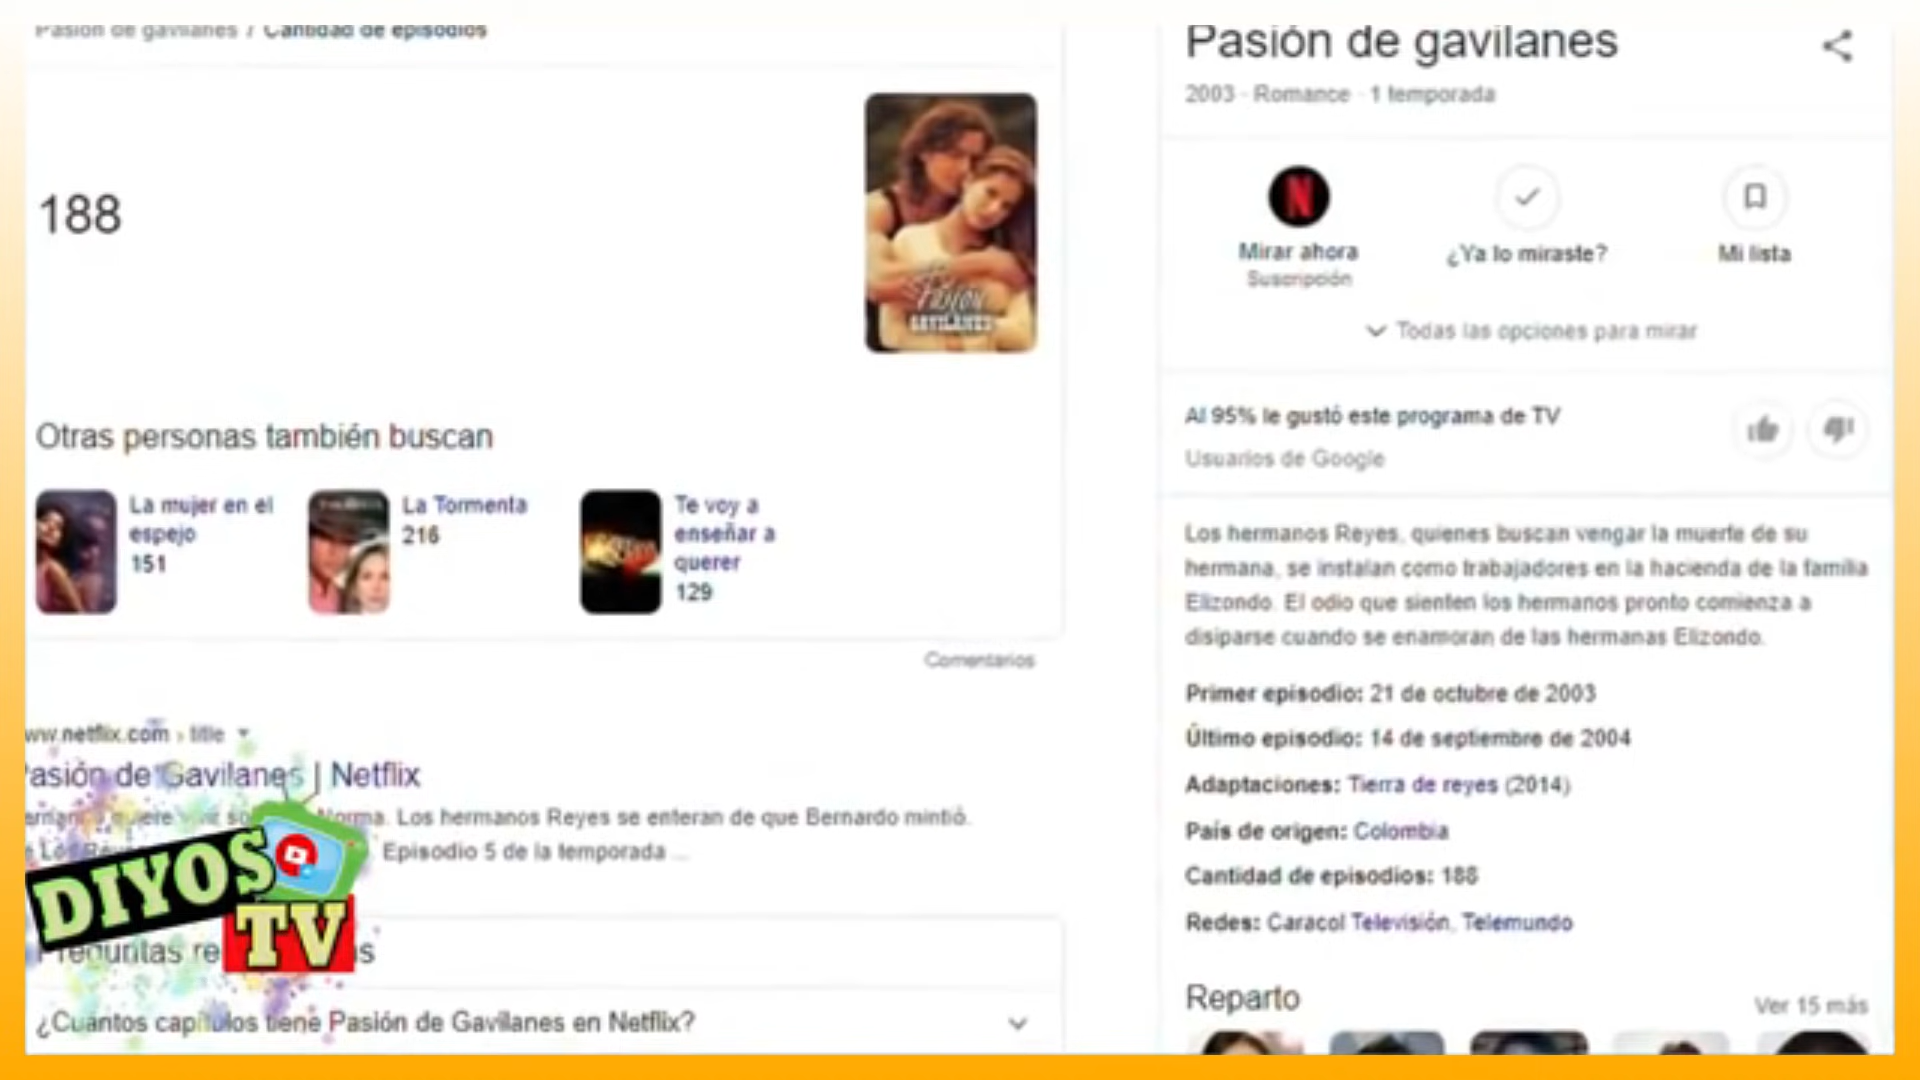 Pasión de gavilanes / Cantidad de episodios
188
Pasión
GAVILANES
Otras personas también buscan
La mujer en el
espejo
151
La Tormenta
216
Te voy a
enseñar a
querer
129
Comentarios
ww.netflix.com › title
asión de Gavilanes | Netflix
quiere vivir Norma. Los hermanos Reyes se enteran de que Bernardo mintió.
Episodio 5 de la temporada ...
DIYOS
TV
Preguntas re s
¿Cuántos capítulos tiene Pasión de Gavilanes en Netflix?
Pasión de gavilanes
2003 · Romance · 1 temporada
N
Mirar ahora
Suscripción
¿Ya lo miraste?
Mi lista
Todas las opciones para mirar
Al 95% le gustó este programa de TV
Usuarios de Google
Los hermanos Reyes, quienes buscan vengar la muerte de su
hermana, se instalan como trabajadores en la hacienda de la familia
Elizondo. El odio que sienten los hermanos pronto comienza a
disiparse cuando se enamoran de las hermanas Elizondo.
Primer episodio: 21 de octubre de 2003
Último episodio: 14 de septiembre de 2004
Adaptaciones: Tierra de reyes (2014)
País de origen: Colombia
Cantidad de episodios: 188
Redes: Caracol Televisión, Telemundo
Reparto
Ver 15 más